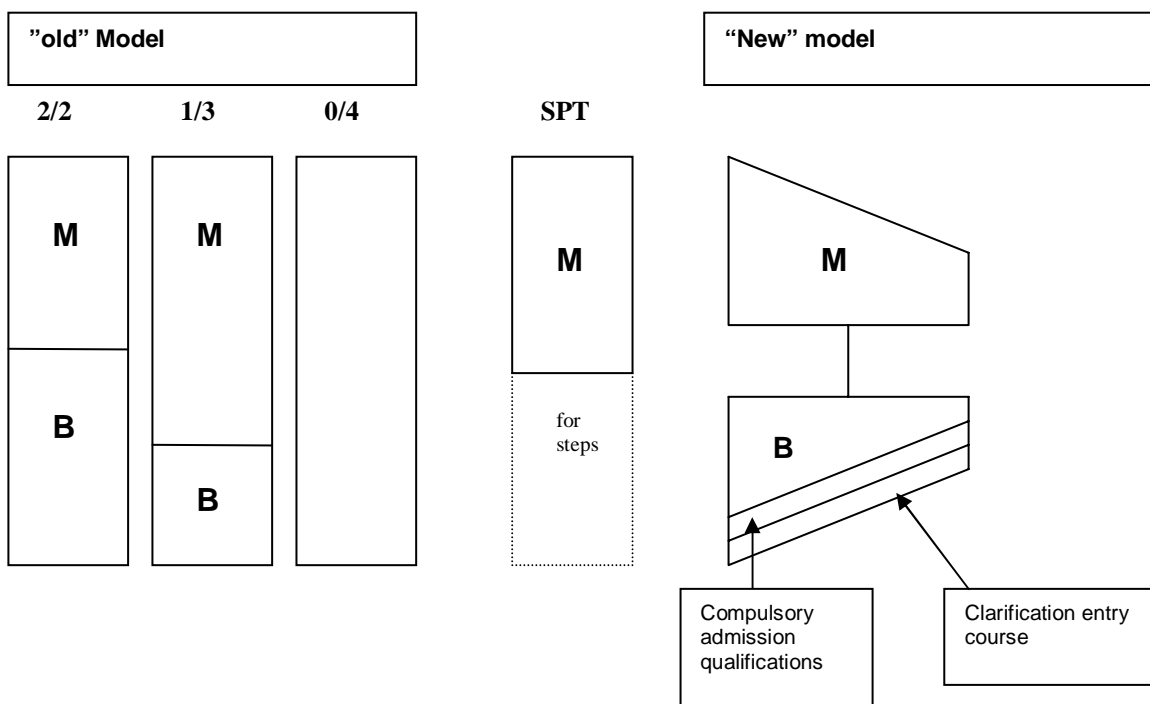 ”old” Model
“New” model
2/2
1/3
0/4
SPT
M
M
M
M
B
B
for
steps
B
Compulsory
admission
qualifications
Clarification entry
course